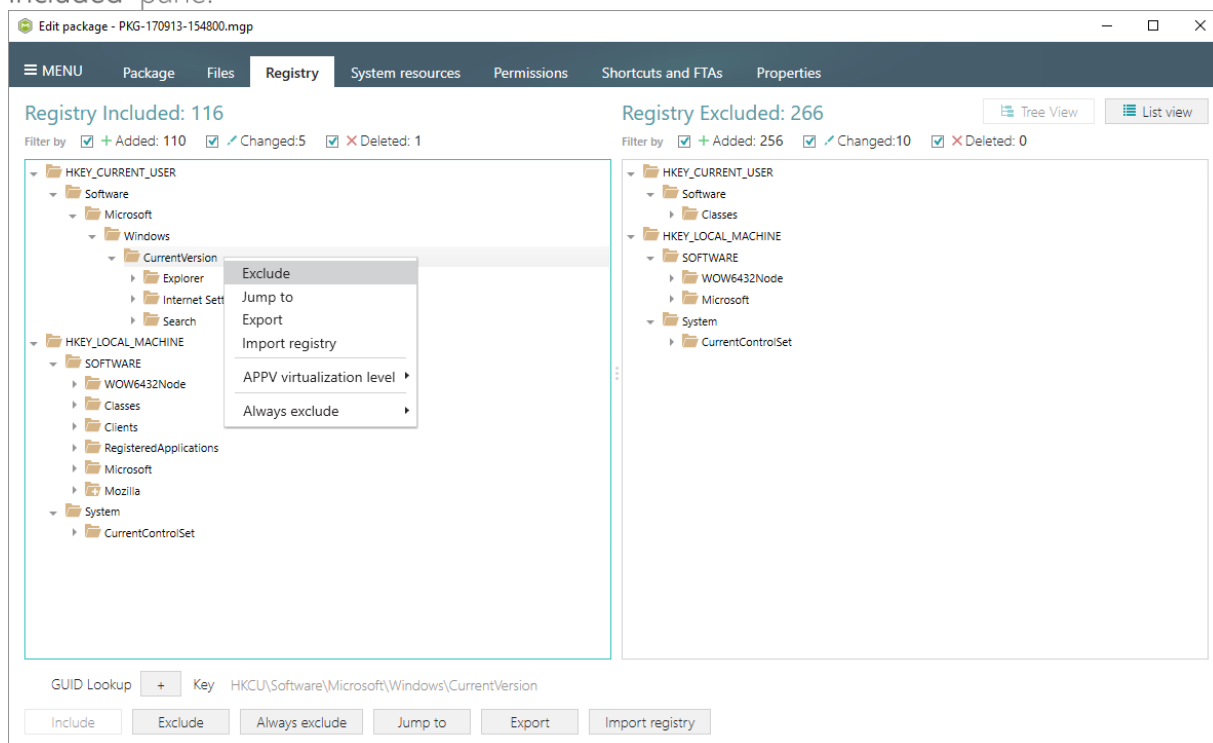 Included' pane.
Edit package - PKG-170913-154800.mgp
MENU Package Files Registry System resources Permissions Shortcuts and FTAs Properties
Registry Included: 116
Filter by + Added: 110 Changed:5 Deleted: 1
HKEY_CURRENT_USER
Software
Microsoft
Windows
CurrentVersion
Explorer
Internet Sett
Search
HKEY_LOCAL_MACHINE
SOFTWARE
WOW6432Node
Classes
Clients
RegisteredApplications
Microsoft
Mozilla
System
CurrentControlSet
Exclude
Jump to
Export
Import registry
APPV virtualization level
Always exclude
Registry Excluded: 266
Tree View List view
Filter by + Added: 256 Changed:10 Deleted: 0
HKEY_CURRENT_USER
Software
Classes
HKEY_LOCAL_MACHINE
SOFTWARE
WOW6432Node
Microsoft
System
CurrentControlSet
GUID Lookup + Key HKCU\Software\Microsoft\Windows\CurrentVersion
Include Exclude Always exclude Jump to Export Import registry